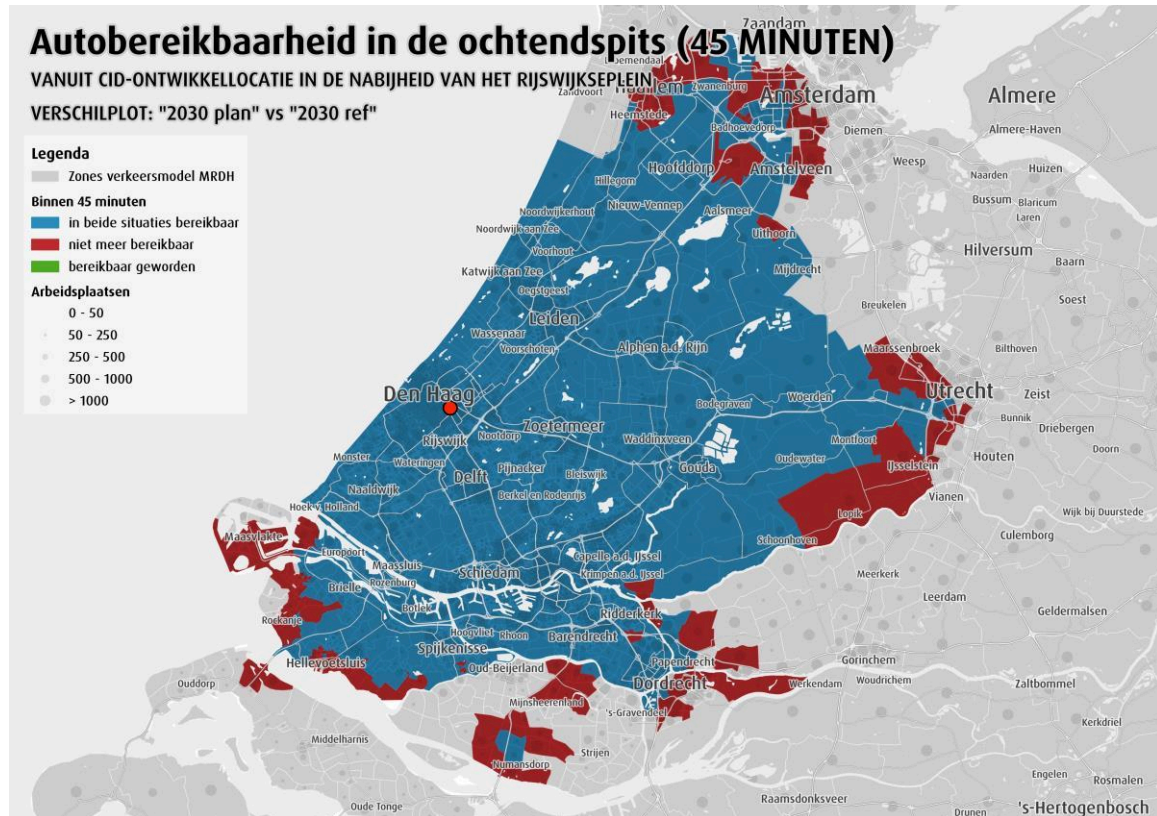 Autobereikbaarheid in de ochtendspits (45 MINUTEN)
VANUIT CID-ONTWIKKELLOCATIE IN DE NABIJHEID VAN HET RIJSWIJKSEPLEIN
VERSCHILPLOT: "2030 plan" vs "2030 ref"
Legenda
Zones verkeersmodel MRDH
Binnen 45 minuten
in beide situaties bereikbaar
niet meer bereikbaar
bereikbaar geworden
Arbeidsplaatsen
0 - 50
50 - 250
250 - 500
500 - 1000
> 1000
Zaandam
Zandvoort
Zwanenburg
Amsterdam
Almere
Heemstede
Badhoevedorp
Diemen
Almere-Haven
Hoofddorp
Amstelveen
Weesp
Naarden
Huizen
Hillegom
Bussum
Blaricum
Laren
Nieuw-Vennep
Aalsmeer
Noordwijkerhout
Noordwijk aan Zee
Uithoorn
Hilversum
Voorhout
Baarn
Katwijk aan Zee
Mijdrecht
Oegstgeest
Breukelen
Soest
Leiden
Wassenaar
Voorschoten
Alphen a.d. Rijn
Maarssenbroek
Bilthoven
Den Haag
Utrecht
Zeist
Bodegraven
Woerden
Bunnik
Driebergen
Zoetermeer
Nootdorp
Rijswijk
Waddinxveen
Montfoort
Doorn
Monster
Wateringen
Pijnacker
Bleiswijk
Gouda
Oudewater
IJsselstein
Houten
Delft
Naaldwijk
Berkel en Rodenrijs
Vianen
Hoek v. Holland
Lopik
Wijk bij Duurstede
Maasvlakte
Schoonhoven
Culemborg
Europoort
Maassluis
Capelle a.d. IJssel
Schiedam
Krimpen a.d. IJssel
Meerkerk
Brielle
Rozenburg
Leerdam
Botlek
Ridderkerk
Geldermalsen
Rockanje
Hoogvliet
Rhoon
Barendrecht
Spijkenisse
Hellevoetsluis
Oud-Beijerland
Papendrecht
Gorinchem
Ouddorp
Dordrecht
Werkendam
Woudrichem
Zaltbommel
Mijnsheerenland
's-Gravendeel
Kerkdriel
Middelharnis
Strijen
Numansdorp
Engelen
Rosmalen
Oude Tonge
Raamsdonksveer
Drunen
's-Hertogenbosch